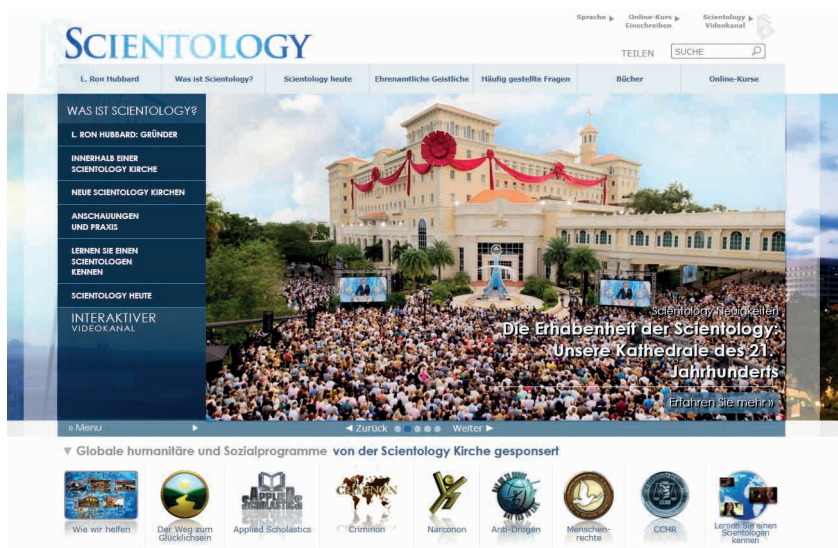 Sprache
Online-Kurs
Einschreiben
Scientology
Videokanal
SCIENTOLOGY
TEILEN
SUCHE
L. Ron Hubbard
Was ist Scientology?
Scientology heute
Ehrenamtliche Geistliche
Häufig gestellte Fragen
Bücher
Online-Kurse
WAS IST SCIENTOLOGY?
L. RON HUBBARD: GRÜNDER
INNERHALB EINER
SCIENTOLOGY KIRCHE
NEUE SCIENTOLOGY KIRCHEN
ANSCHAUUNGEN
UND PRAXIS
LERNEN SIE EINEN
SCIENTOLOGEN
KENNEN
SCIENTOLOGY HEUTE
INTERAKTIVER
VIDEOKANAL
Scientology Neuigkeiten
Die Erhabenheit der Scientology:
Unsere Kathedrale des 21.
Jahrhunderts
Erfahren Sie mehr »
» Menu
Zurück
Weiter
Globale humanitäre und Sozialprogramme von der Scientology Kirche gesponsert
APPLIED
SCHOLASTICS
CRIMINON
CCHR
Wie wir helfen
Der Weg zum
Glücklichsein
Applied Scholastics
Criminon
Narconon
Anti-Drogen
Menschen-
rechte
CCHR
Lernen Sie einen
Scientologen
kennen